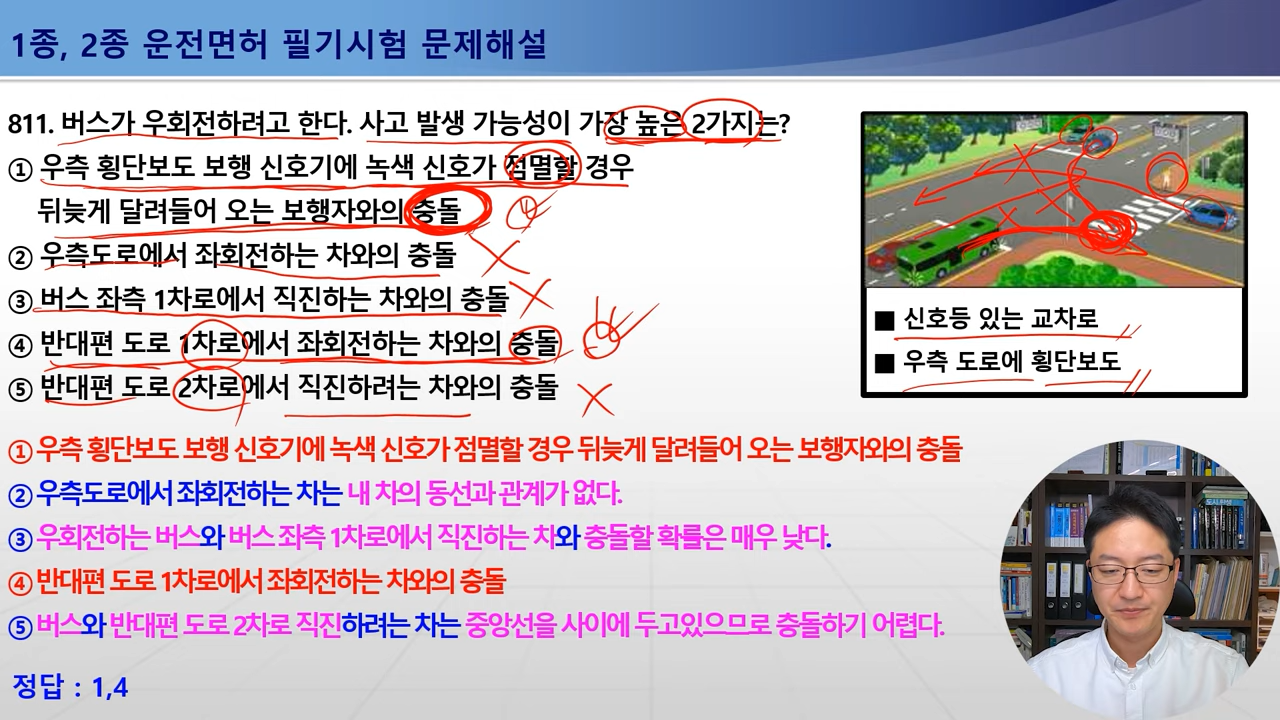 1종, 2종 운전면허 필기시험 문제해설
811. 버스가 우회전하려고 한다. 사고 발생 가능성이 가장 높은 2가지는?
① 우측 횡단보도 보행 신호기에 녹색 신호가 점멸할 경우
뒤늦게 달려들어 오는 보행자와의 충돌
② 우측도로에서 좌회전하는 차와의 충돌
③ 버스 좌측 1차로에서 직진하는 차와의 충돌
④ 반대편 도로 1차로에서 좌회전하는 차와의 충돌
⑤ 반대편 도로 2차로에서 직진하려는 차와의 충돌
■ 신호등 있는 교차로
■ 우측 도로에 횡단보도
① 우측 횡단보도 보행 신호기에 녹색 신호가 점멸할 경우 뒤늦게 달려들어 오는 보행자와의 충돌
② 우측도로에서 좌회전하는 차는 내 차의 동선과 관계가 없다.
③ 우회전하는 버스와 버스 좌측 1차로에서 직진하는 차와 충돌할 확률은 매우 낮다.
④ 반대편 도로 1차로에서 좌회전하는 차와의 충돌
⑤ 버스와 반대편 도로 2차로 직진하려는 차는 중앙선을 사이에 두고있으므로 충돌하기 어렵다.
정답 : 1,4